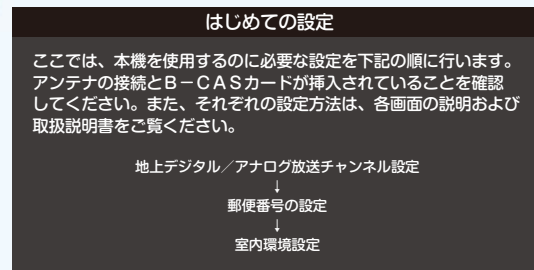 はじめての設定
ここでは、本機を使用するのに必要な設定を下記の順に行います。
アンテナの接続とB－CASカードが挿入されていることを確認
してください。また、それぞれの設定方法は、各画面の説明および
取扱説明書をご覧ください。
地上デジタル／アナログ放送チャンネル設定
↓
郵便番号の設定
↓
室内環境設定